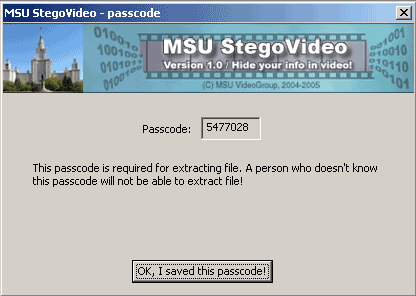 MSU StegoVideo - passcode
MSU StegoVideo
Version 1.0 / Hide your info in video!
(C) MSU VideoGroup, 2004-2005
Passcode: 5477028
This passcode is required for extracting file. A person who doesn't know
this passcode will not be able to extract file!
OK, I saved this passcode!